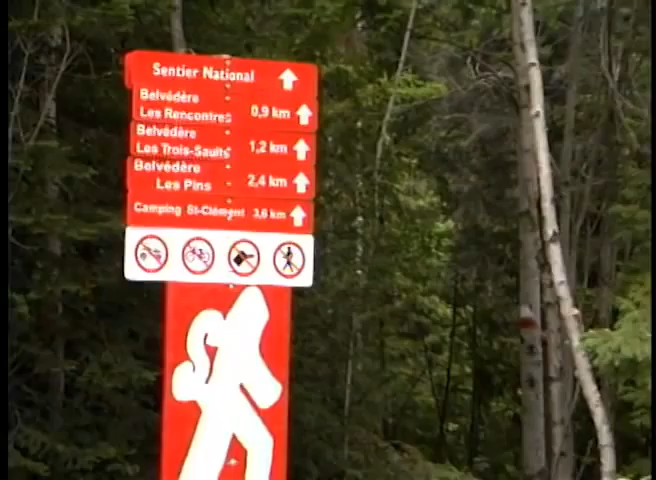 Sentier National
Belvédère
Les Rencontres 0,9 km
Belvédère
Les Trois-Saults 1,2 km
Belvédère
Les Pins 2,4 km
Camping St-Clément 3,6 km